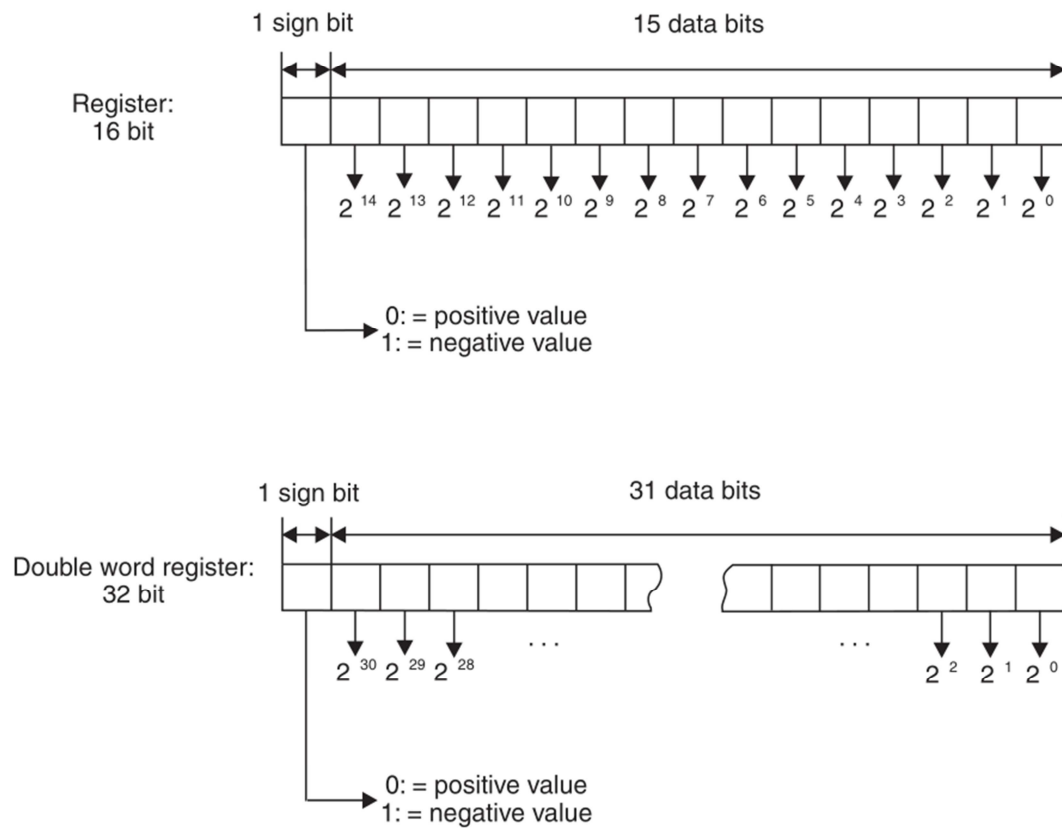 1 sign bit 15 data bits
Register:
16 bit
2^14 2^13 2^12 2^11 2^10 2^9 2^8 2^7 2^6 2^5 2^4 2^3 2^2 2^1 2^0
0: = positive value
1: = negative value
1 sign bit 31 data bits
Double word register:
32 bit
2^30 2^29 2^28 ... ... 2^2 2^1 2^0
0: = positive value
1: = negative value